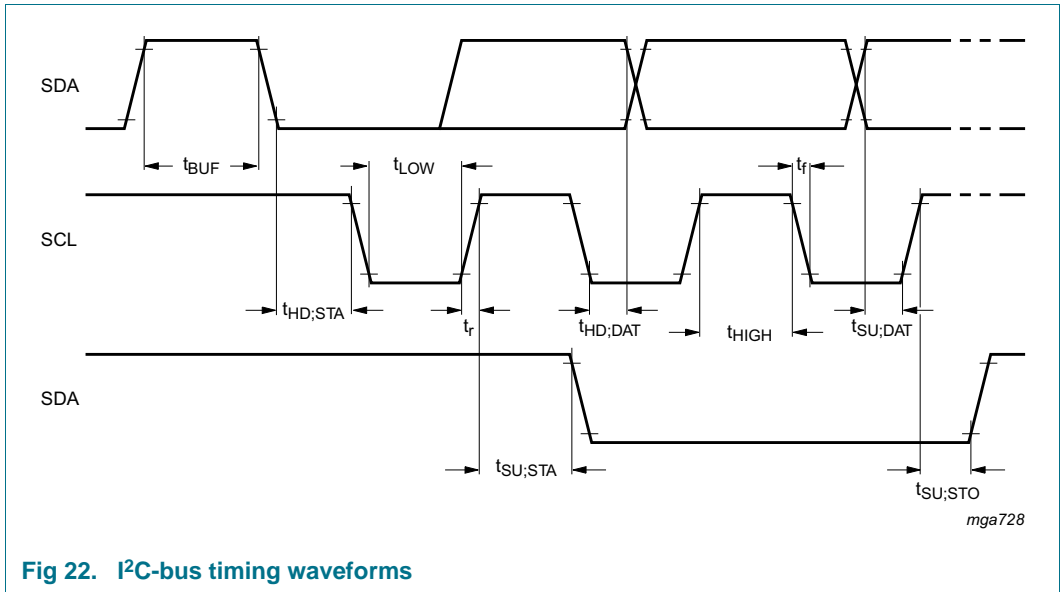 SDA
tBUF
tLOW
tf
SCL
tHD;STA
tr
tHD;DAT
tHIGH
tSU;DAT
SDA
tSU;STA
tSU;STO
mga728
Fig 22. I²C-bus timing waveforms